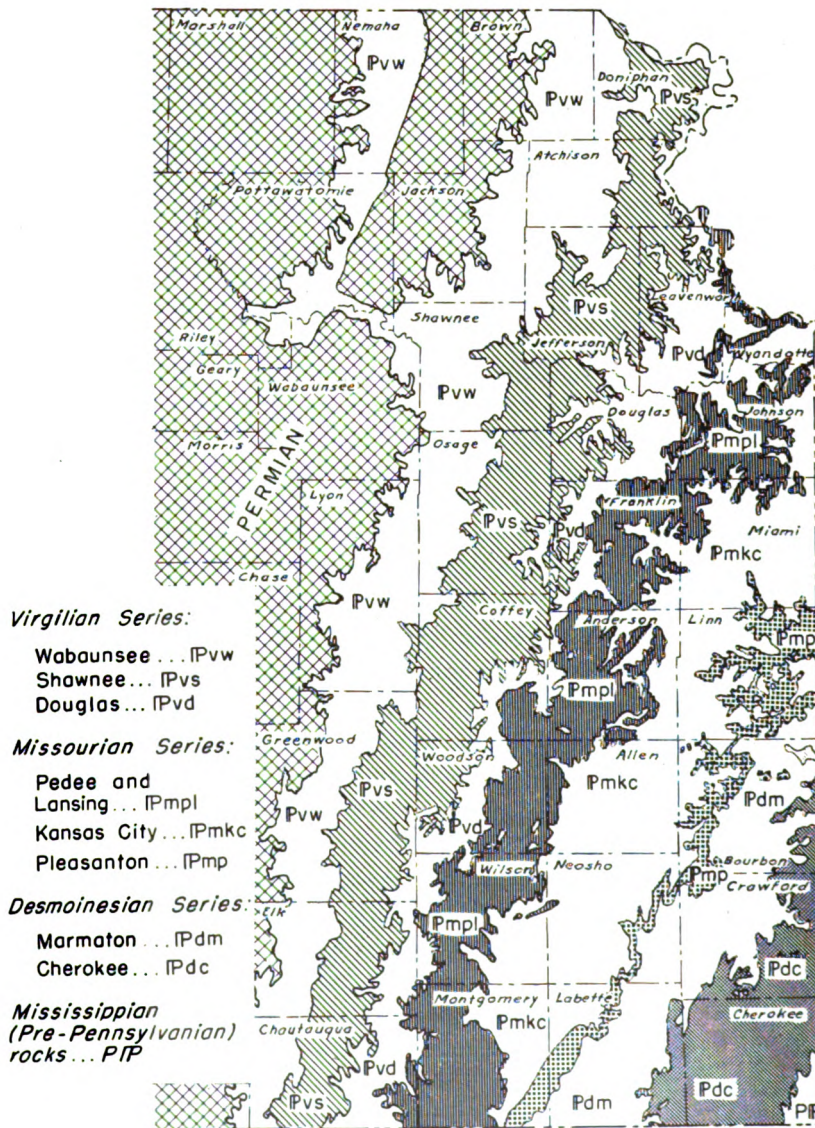 Marshall
Nemaha
Brown
ℙvw
Doniphan
ℙvw
ℙvs
Atchison
Pottawatomie
Jackson
ℙvs
Leavenwor
Shawnee
Riley
Jefferson
ℙvd
Wyandotte
Geary
Wabaunsee
ℙvw
Douglas
Johnson
Morris
Osage
ℙmpl
PERMIAN
Lyon
Franklin
ℙvs
ℙvd
Miami
ℙmkc
Chase
ℙvw
Coffey
Anderson
Linn
ℙmp
ℙmpl
Greenwood
Woodson
Allen
ℙvs
ℙmkc
ℙvw
ℙdm
ℙvd
Wilson
Neosho
Bourbon
ℙmp
Crawford
Elk
ℙmpl
ℙdc
Montgomery
Labette
Cherokee
Chautauqua
ℙmkc
ℙvd
ℙvs
ℙdm
ℙdc
Pℙ
Virgilian Series:
Wabaunsee ... ℙvw
Shawnee ... ℙvs
Douglas ... ℙvd
Missourian Series:
Pedee and
Lansing ... ℙmpl
Kansas City ... ℙmkc
Pleasanton ... ℙmp
Desmoinesian Series:
Marmaton ... ℙdm
Cherokee ... ℙdc
Mississippian
(Pre-Pennsylvanian)
rocks ... Pℙ